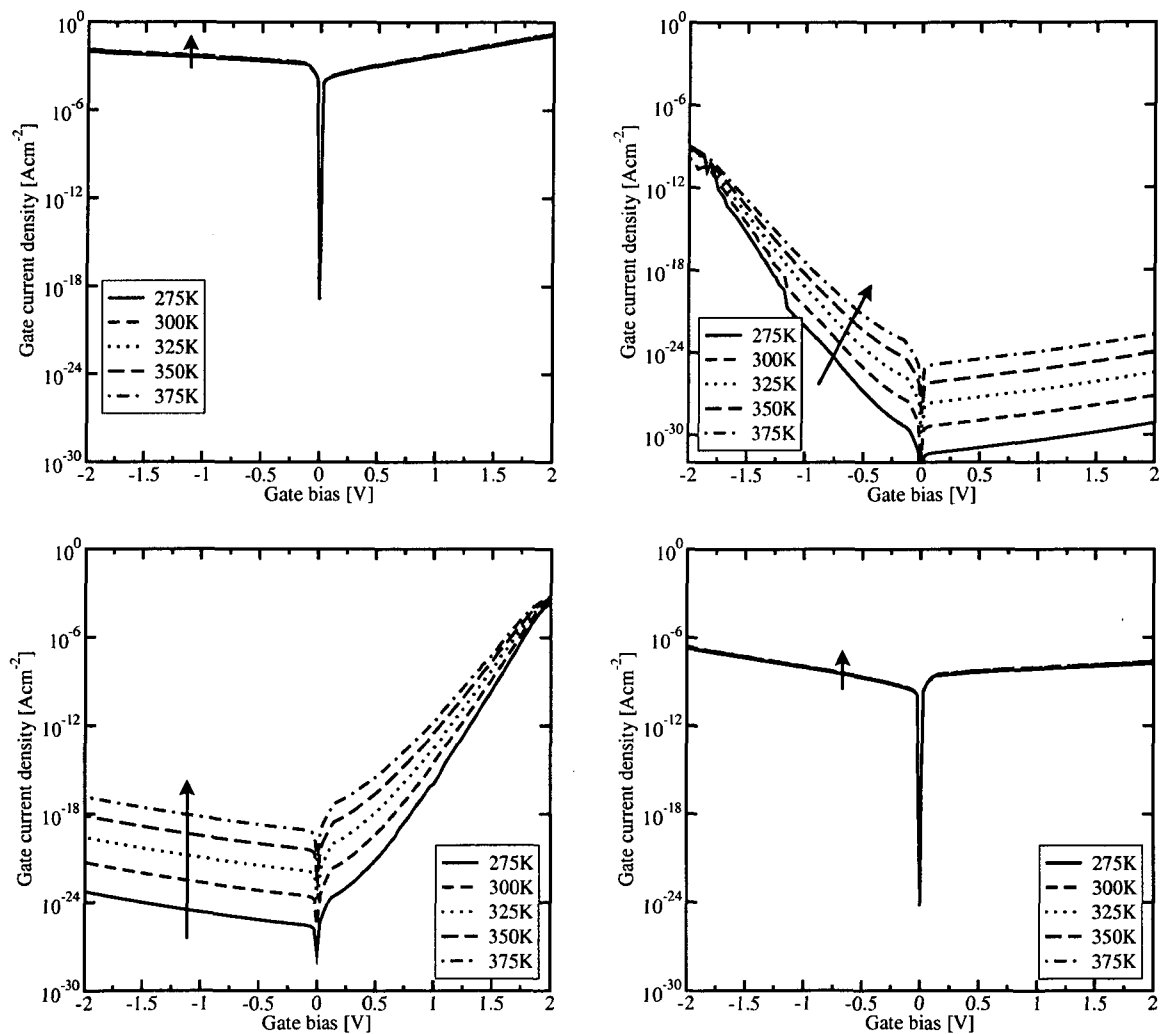 10^0
10^-6
10^-12
10^-18
10^-24
10^-30
Gate current density [Acm^-2]
275K
300K
325K
350K
375K
-2 -1.5 -1 -0.5 0 0.5 1 1.5 2
Gate bias [V]
10^0
10^-6
10^-12
10^-18
10^-24
10^-30
Gate current density [Acm^-2]
275K
300K
325K
350K
375K
-2 -1.5 -1 -0.5 0 0.5 1 1.5 2
Gate bias [V]
10^0
10^-6
10^-12
10^-18
10^-24
10^-30
Gate current density [Acm^-2]
275K
300K
325K
350K
375K
-2 -1.5 -1 -0.5 0 0.5 1 1.5 2
Gate bias [V]
10^0
10^-6
10^-12
10^-18
10^-24
10^-30
Gate current density [Acm^-2]
275K
300K
325K
350K
375K
-2 -1.5 -1 -0.5 0 0.5 1 1.5 2
Gate bias [V]